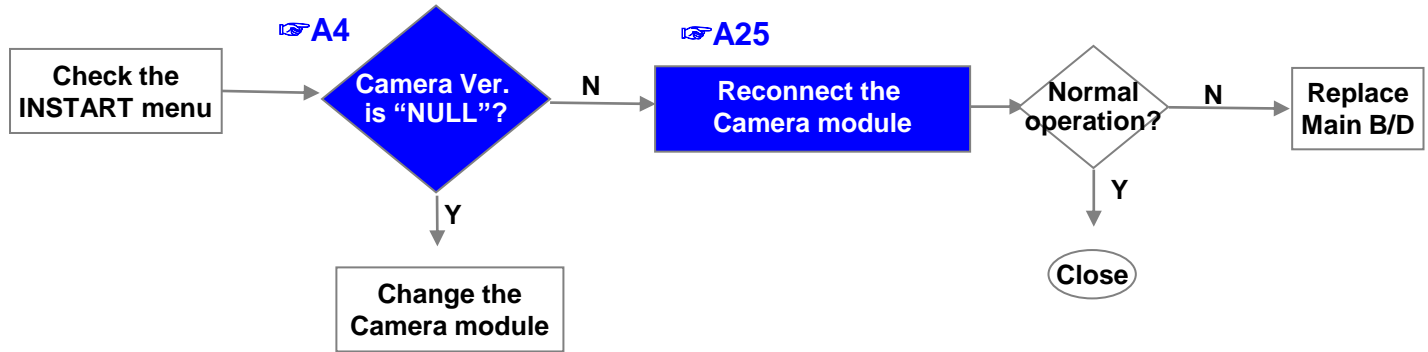 ☞A4
☞A25
Check the
INSTART menu
Camera Ver.
is “NULL”?
N
Reconnect the
Camera module
Normal
operation?
N
Replace
Main B/D
Y
Y
Change the
Camera module
Close